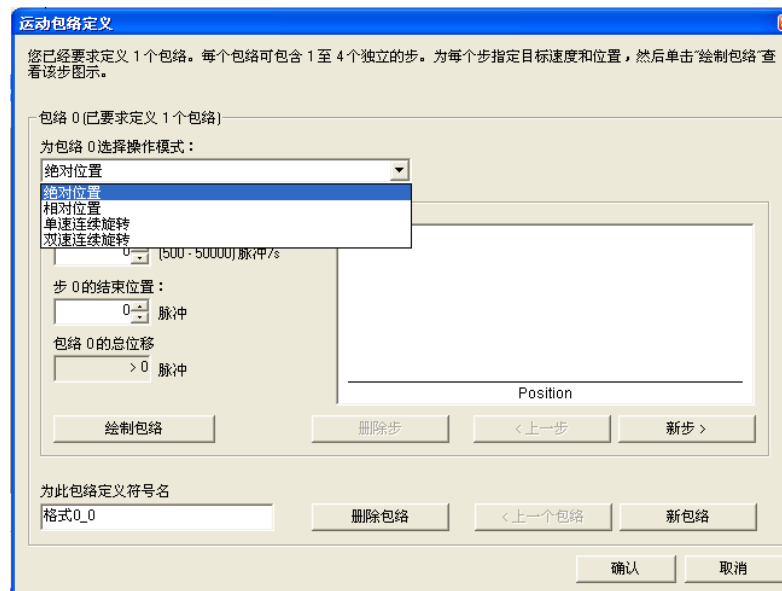 运动包络定义
您已经要求定义 1 个包络。每个包络可包含 1 至 4 个独立的步。为每个步指定目标速度和位置，然后单击"绘制包络"查
看该步图示。
包络 0 (已要求定义 1 个包络)
为包络 0选择操作模式：
绝对位置
绝对位置
相对位置
单速连续旋转
双速连续旋转
0 (500 - 50000) 脉冲/s
步 0的结束位置：
0 脉冲
包络 0的总位移
> 0 脉冲
Position
绘制包络 删除步 <上一步 新步 >
为此包络定义符号名
格式0_0 删除包络 <上一个包络 新包络
确认 取消